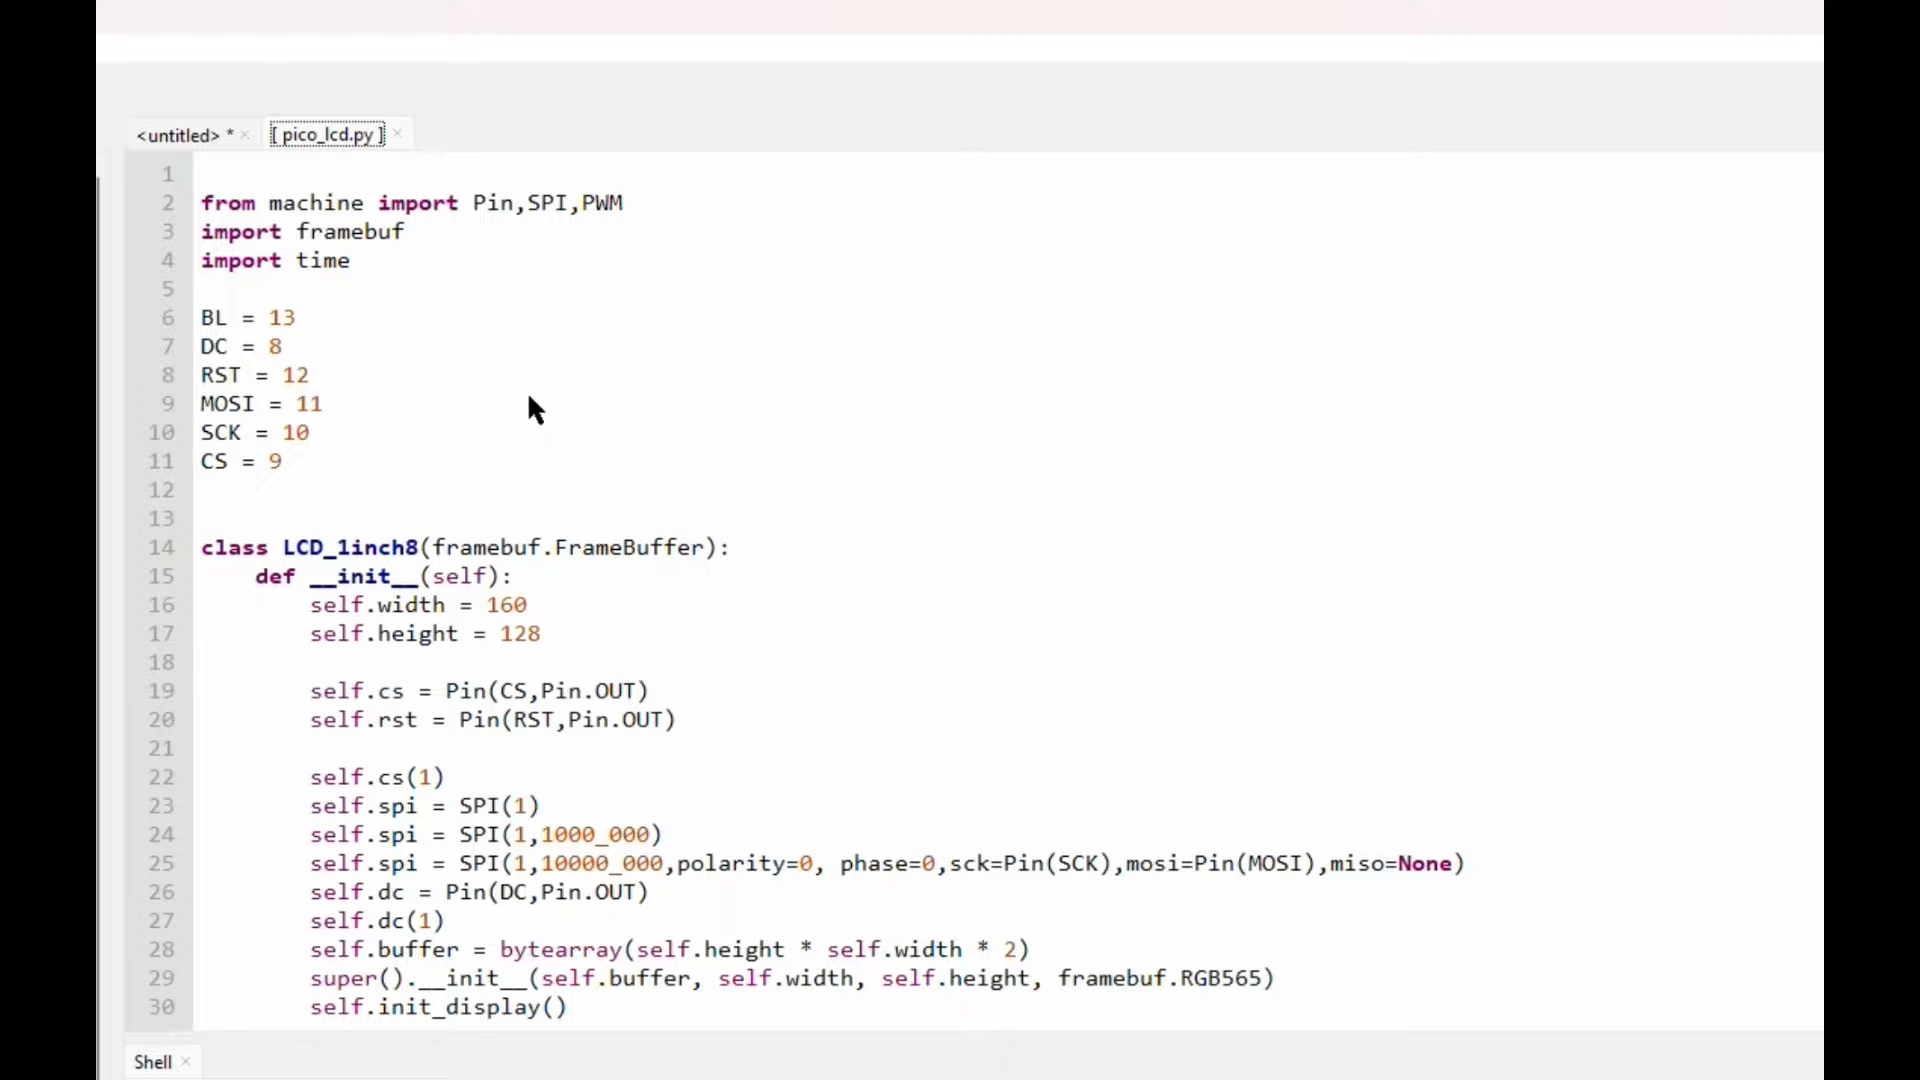 <untitled> * ×
[ pico_lcd.py ] ×
1
2 from machine import Pin,SPI,PWM
3 import framebuf
4 import time
5
6 BL = 13
7 DC = 8
8 RST = 12
9 MOSI = 11
10 SCK = 10
11 CS = 9
12
13
14 class LCD_1inch8(framebuf.FrameBuffer):
15     def __init__(self):
16         self.width = 160
17         self.height = 128
18
19         self.cs = Pin(CS,Pin.OUT)
20         self.rst = Pin(RST,Pin.OUT)
21
22         self.cs(1)
23         self.spi = SPI(1)
24         self.spi = SPI(1,1000_000)
25         self.spi = SPI(1,10000_000,polarity=0, phase=0,sck=Pin(SCK),mosi=Pin(MOSI),miso=None)
26         self.dc = Pin(DC,Pin.OUT)
27         self.dc(1)
28         self.buffer = bytearray(self.height * self.width * 2)
29         super().__init__(self.buffer, self.width, self.height, framebuf.RGB565)
30         self.init_display()
Shell ×